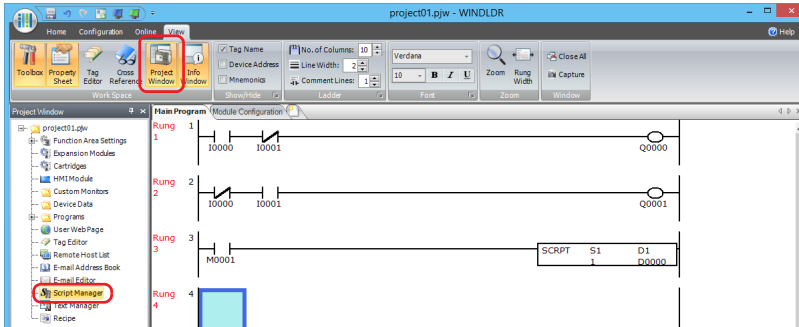 project01.pjw - WINDLDR
Home Configuration Online View Help
Toolbox Property Sheet Tag Editor Cross Reference Project Window Info Window
Work Space
Tag Name
Device Address
Mnemonics
Show/Hide
No. of Columns: 10
Line Width: 2
Comment Lines: 1
Ladder
Verdana
10 B I U
Font
Zoom Rung Width
Zoom
Close All
Capture
Window
Project Window
project01.pjw
Function Area Settings
Expansion Modules
Cartridges
HMI Module
Custom Monitors
Device Data
Programs
User Web Page
Tag Editor
Remote Host List
E-mail Address Book
E-mail Editor
Script Manager
Text Manager
Recipe
Main Program Module Configuration
Rung 1 1
I0000 I0001 Q0000
Rung 2 2
I0000 I0001 Q0001
Rung 3 3
M0001
SCRPT S1 D1
1 D0000
Rung 4 4